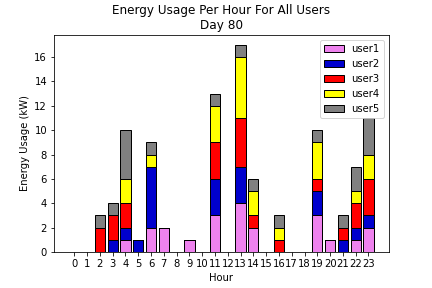 Energy Usage Per Hour For All Users
Day 80
user1
user2
user3
user4
user5
Energy Usage (kW)
16
14
12
10
8
6
4
2
0
0 1 2 3 4 5 6 7 8 9 10 11 12 13 14 15 16 17 18 19 20 21 22 23
Hour